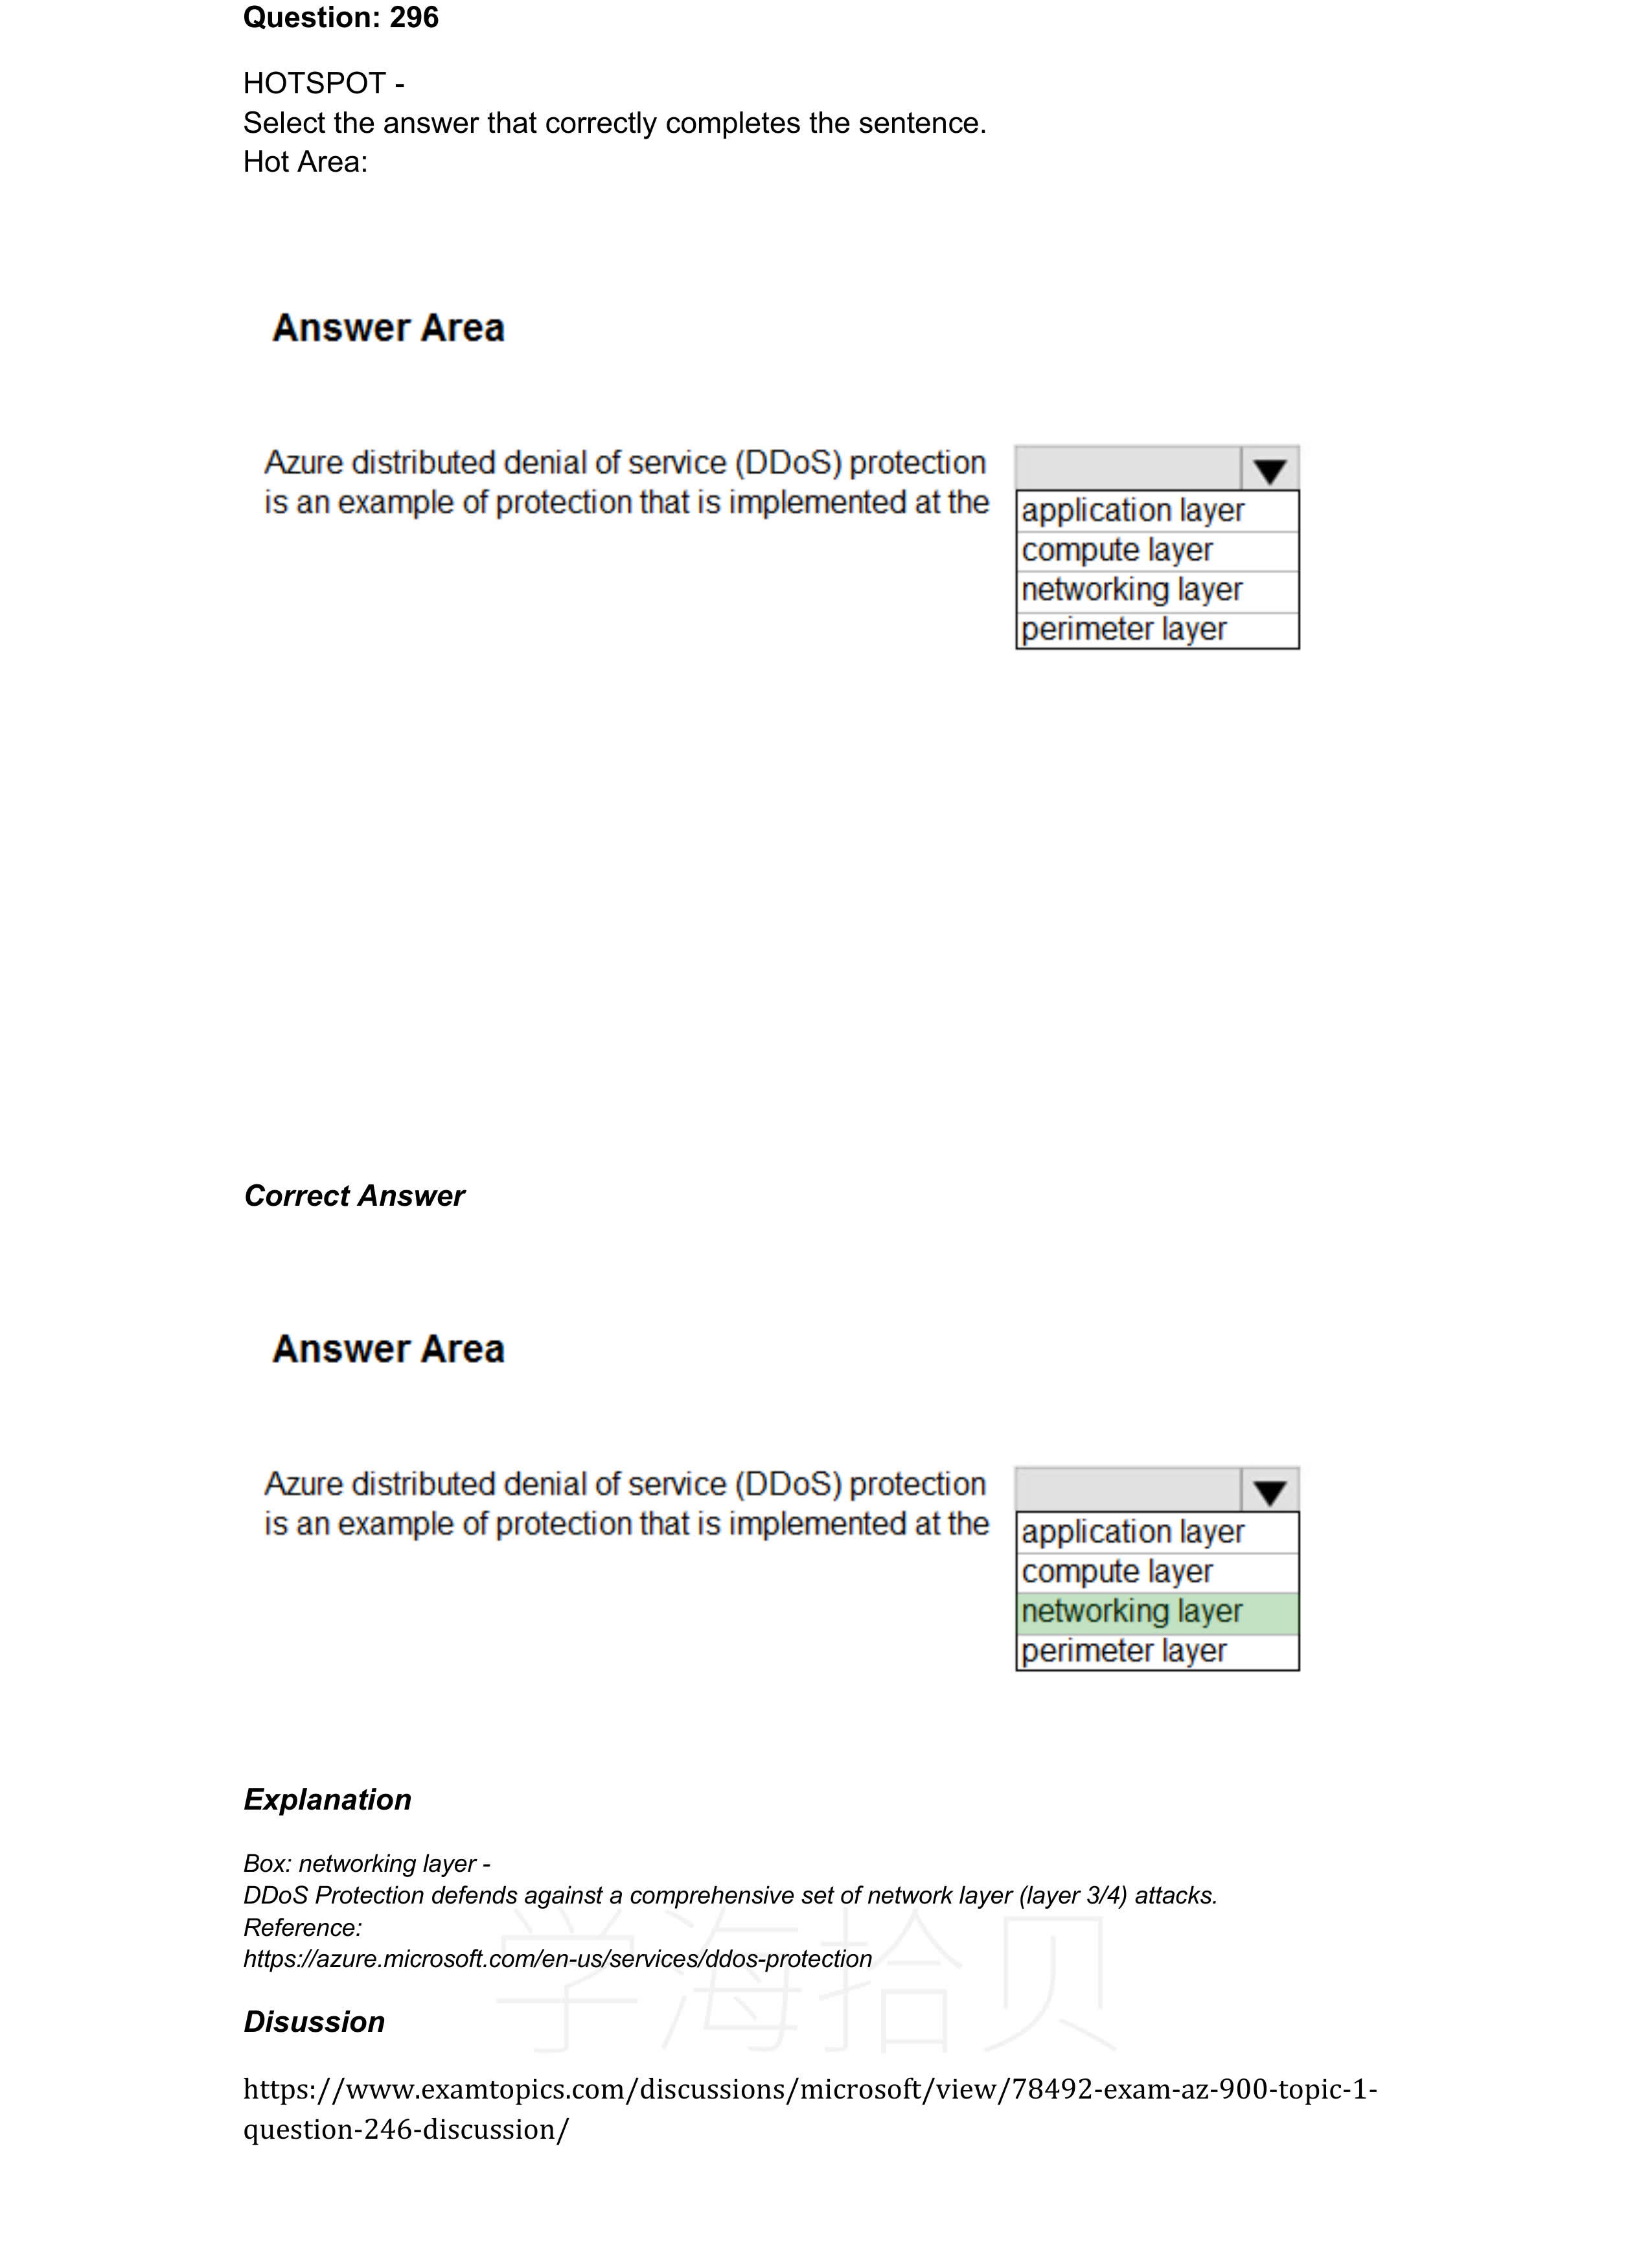 Question: 296
HOTSPOT -
Select the answer that correctly completes the sentence.
Hot Area:
Answer Area
Azure distributed denial of service (DDoS) protection
is an example of protection that is implemented at the
application layer
compute layer
networking layer
perimeter layer
Correct Answer
Answer Area
Azure distributed denial of service (DDoS) protection
is an example of protection that is implemented at the
application layer
compute layer
networking layer
perimeter layer
Explanation
Box: networking layer -
DDoS Protection defends against a comprehensive set of network layer (layer 3/4) attacks.
Reference:
https://azure.microsoft.com/en-us/services/ddos-protection
学海拾贝
Disussion
https://www.examtopics.com/discussions/microsoft/view/78492-exam-az-900-topic-1-
question-246-discussion/